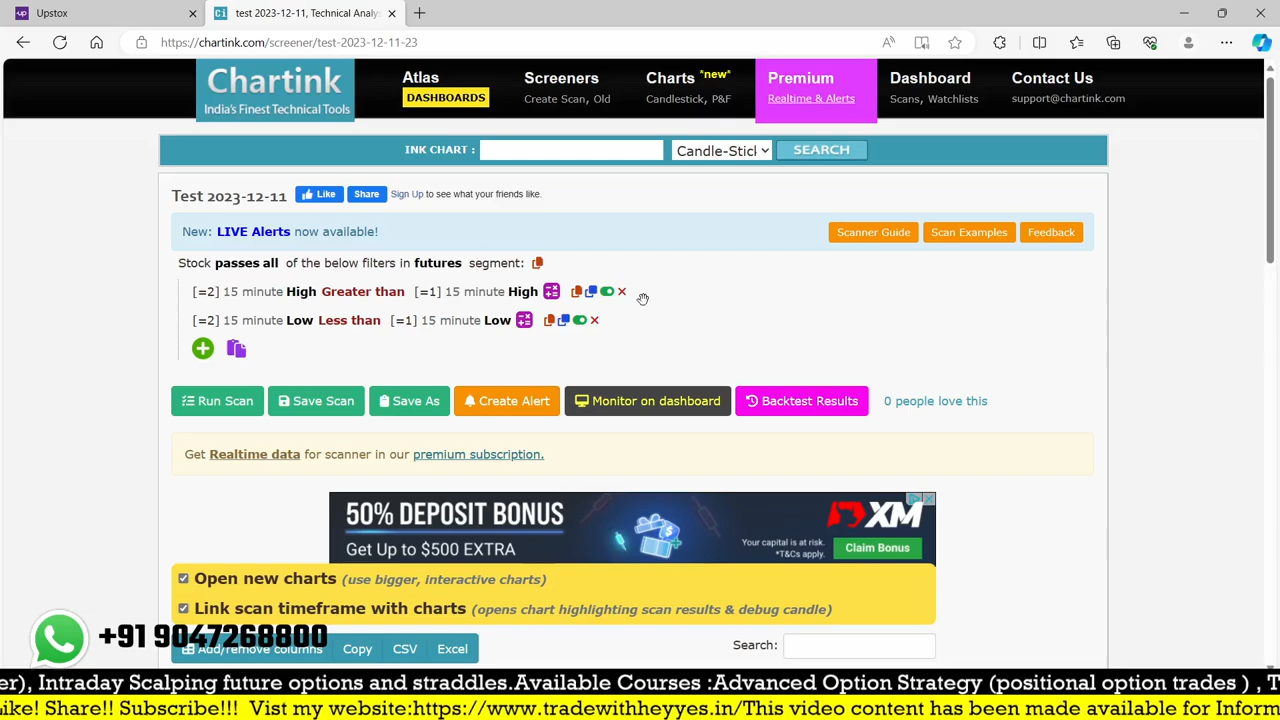 Upstox
Ci test 2023-12-11, Technical Analys
https://chartink.com/screener/test-2023-12-11-23
Chartink
India's Finest Technical Tools
Atlas
DASHBOARDS
Screeners
Create Scan, Old
Charts *new*
Candlestick, P&F
Premium
Realtime & Alerts
Dashboard
Scans, Watchlists
Contact Us
support@chartink.com
INK CHART : Candle-Stick SEARCH
Test 2023-12-11 Like Share Sign Up to see what your friends like.
New: LIVE Alerts now available! Scanner Guide Scan Examples Feedback
Stock passes all of the below filters in futures segment:
[=2] 15 minute High Greater than [=1] 15 minute High
[=2] 15 minute Low Less than [=1] 15 minute Low
Run Scan Save Scan Save As Create Alert Monitor on dashboard Backtest Results 0 people love this
Get Realtime data for scanner in our premium subscription.
50% DEPOSIT BONUS
Get Up to $500 EXTRA
XM
Your capital is at risk.
*T&Cs apply.
Claim Bonus
Open new charts (use bigger, interactive charts)
Link scan timeframe with charts (opens chart highlighting scan results & debug candle)
+91 9047268800
Add/remove columns Copy CSV Excel Search:
er), Intraday Scalping future options and straddles.Available Courses :Advanced Option Strategy (positional option trades ) , T
Like! Share!! Subscribe!!! Vist my website:https://www.tradewithheyyes.in/This video content has been made available for Inform